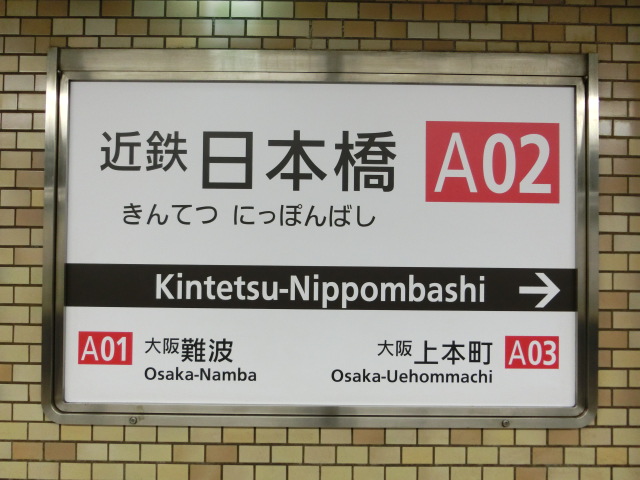 近鉄 日本橋 A02
きんてつ にっぽんばし
Kintetsu-Nippombashi →
A01 大阪難波
Osaka-Namba
大阪上本町 A03
Osaka-Uehommachi